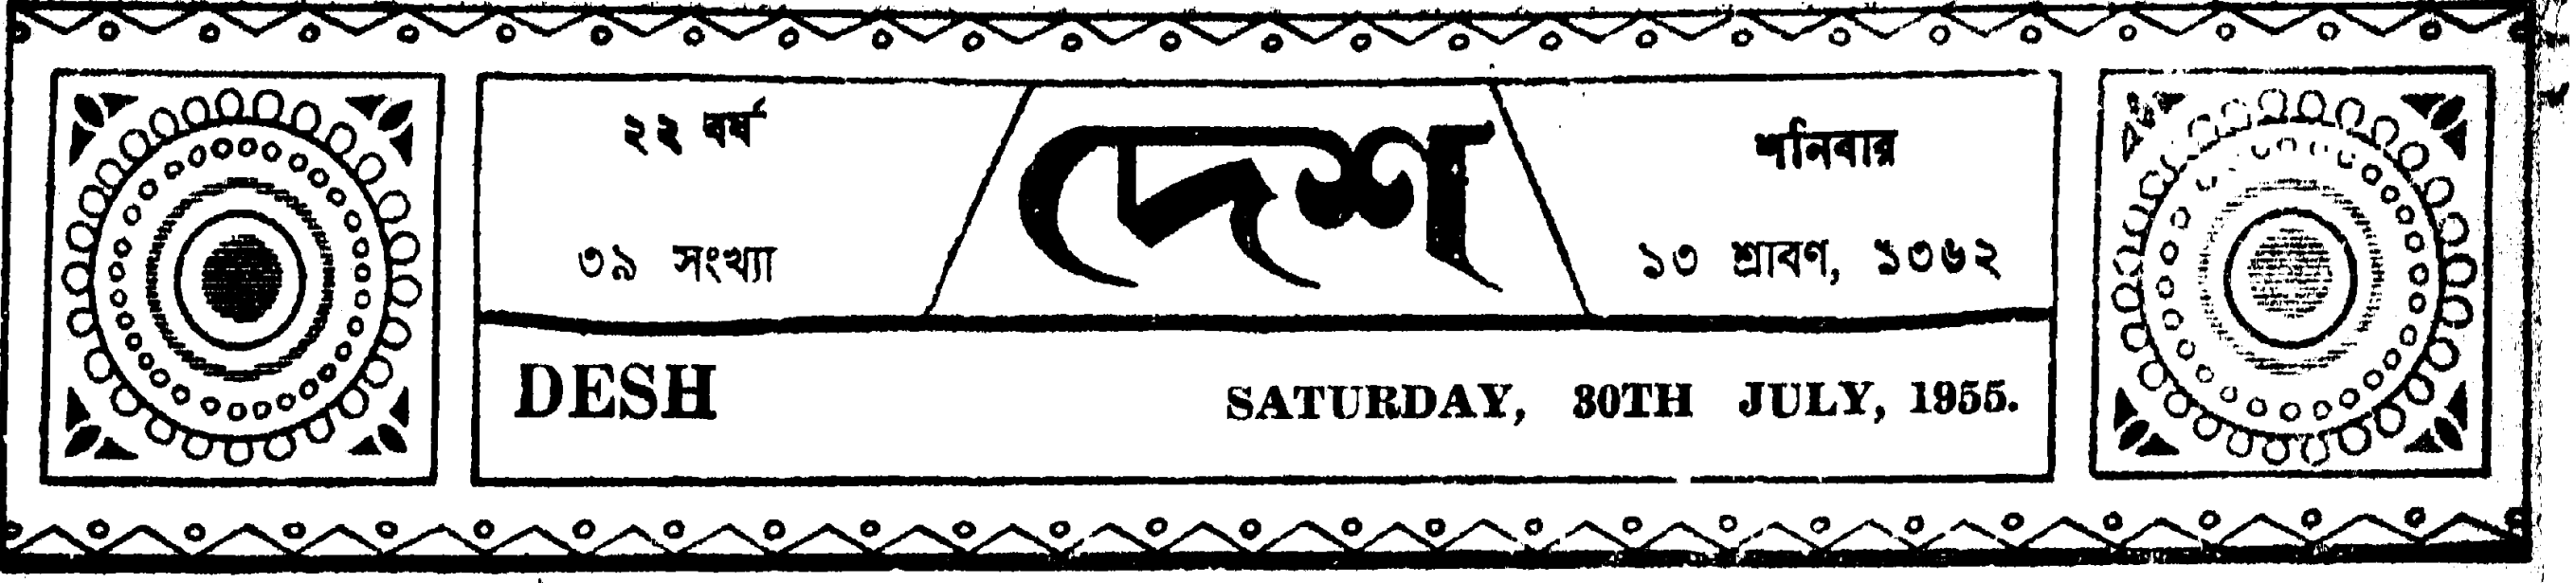 ২২ বর্ষ
৩৯ সংখ্যা
দেশ
শনিবার
১৩ শ্রাবণ, ১৩৬২
DESH
SATURDAY, 30TH JULY, 1955.